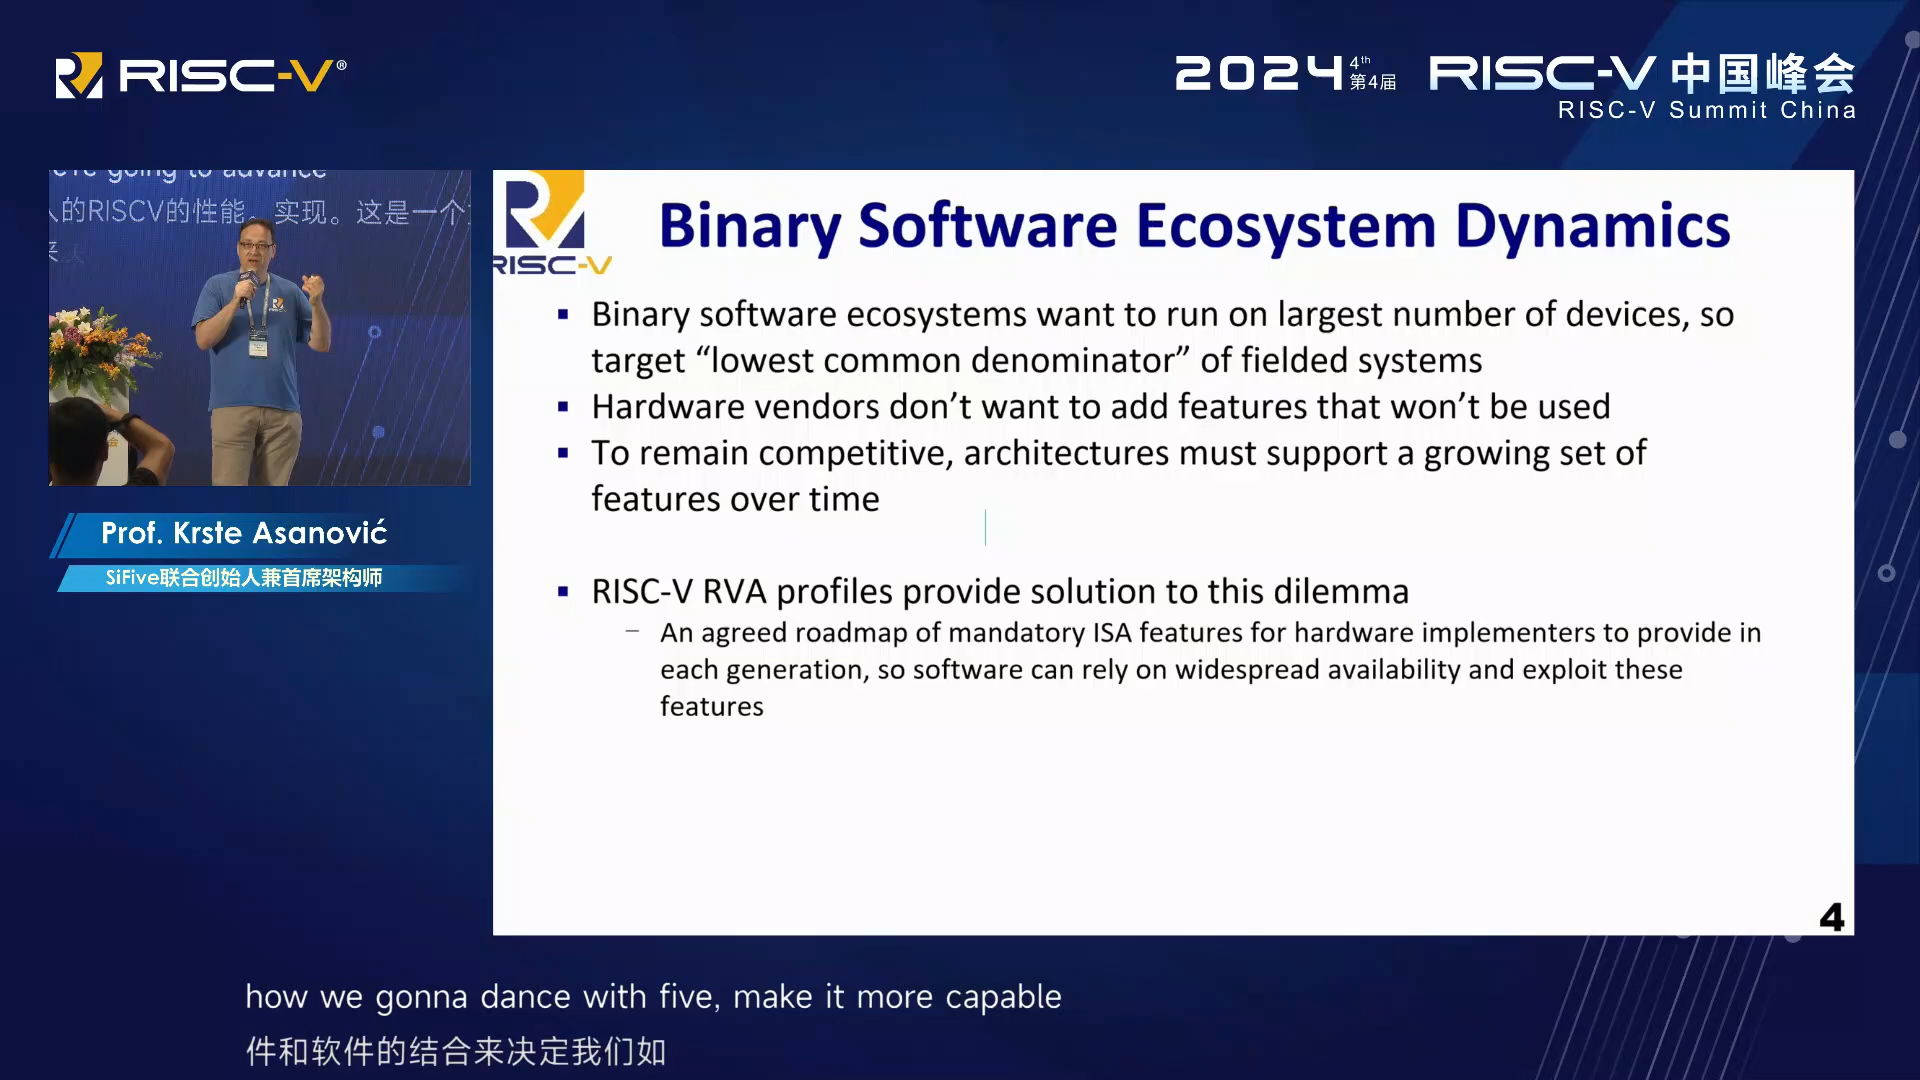 RISC-V®
2024 4th 第4届 RISC-V 中国峰会
RISC-V Summit China
going to advance
的RISCV的性能。实现。这是一个
来天
Prof. Krste Asanović
SiFive联合创始人兼首席架构师
RISC-V
Binary Software Ecosystem Dynamics
▪ Binary software ecosystems want to run on largest number of devices, so
target “lowest common denominator” of fielded systems
▪ Hardware vendors don’t want to add features that won’t be used
▪ To remain competitive, architectures must support a growing set of
features over time
▪ RISC-V RVA profiles provide solution to this dilemma
– An agreed roadmap of mandatory ISA features for hardware implementers to provide in
each generation, so software can rely on widespread availability and exploit these
features
4
how we gonna dance with five, make it more capable
件和软件的结合来决定我们如